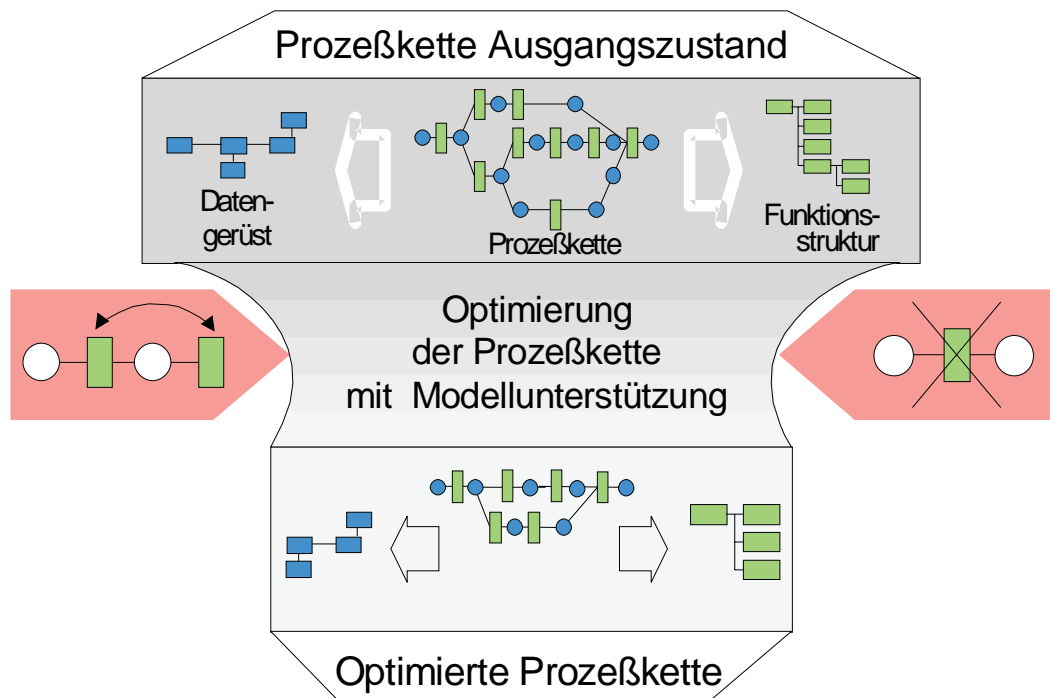 Prozeßkette Ausgangszustand
Daten-
gerüst
Prozeßkette
Funktions-
struktur
Optimierung
der Prozeßkette
mit Modellunterstützung
Optimierte Prozeßkette